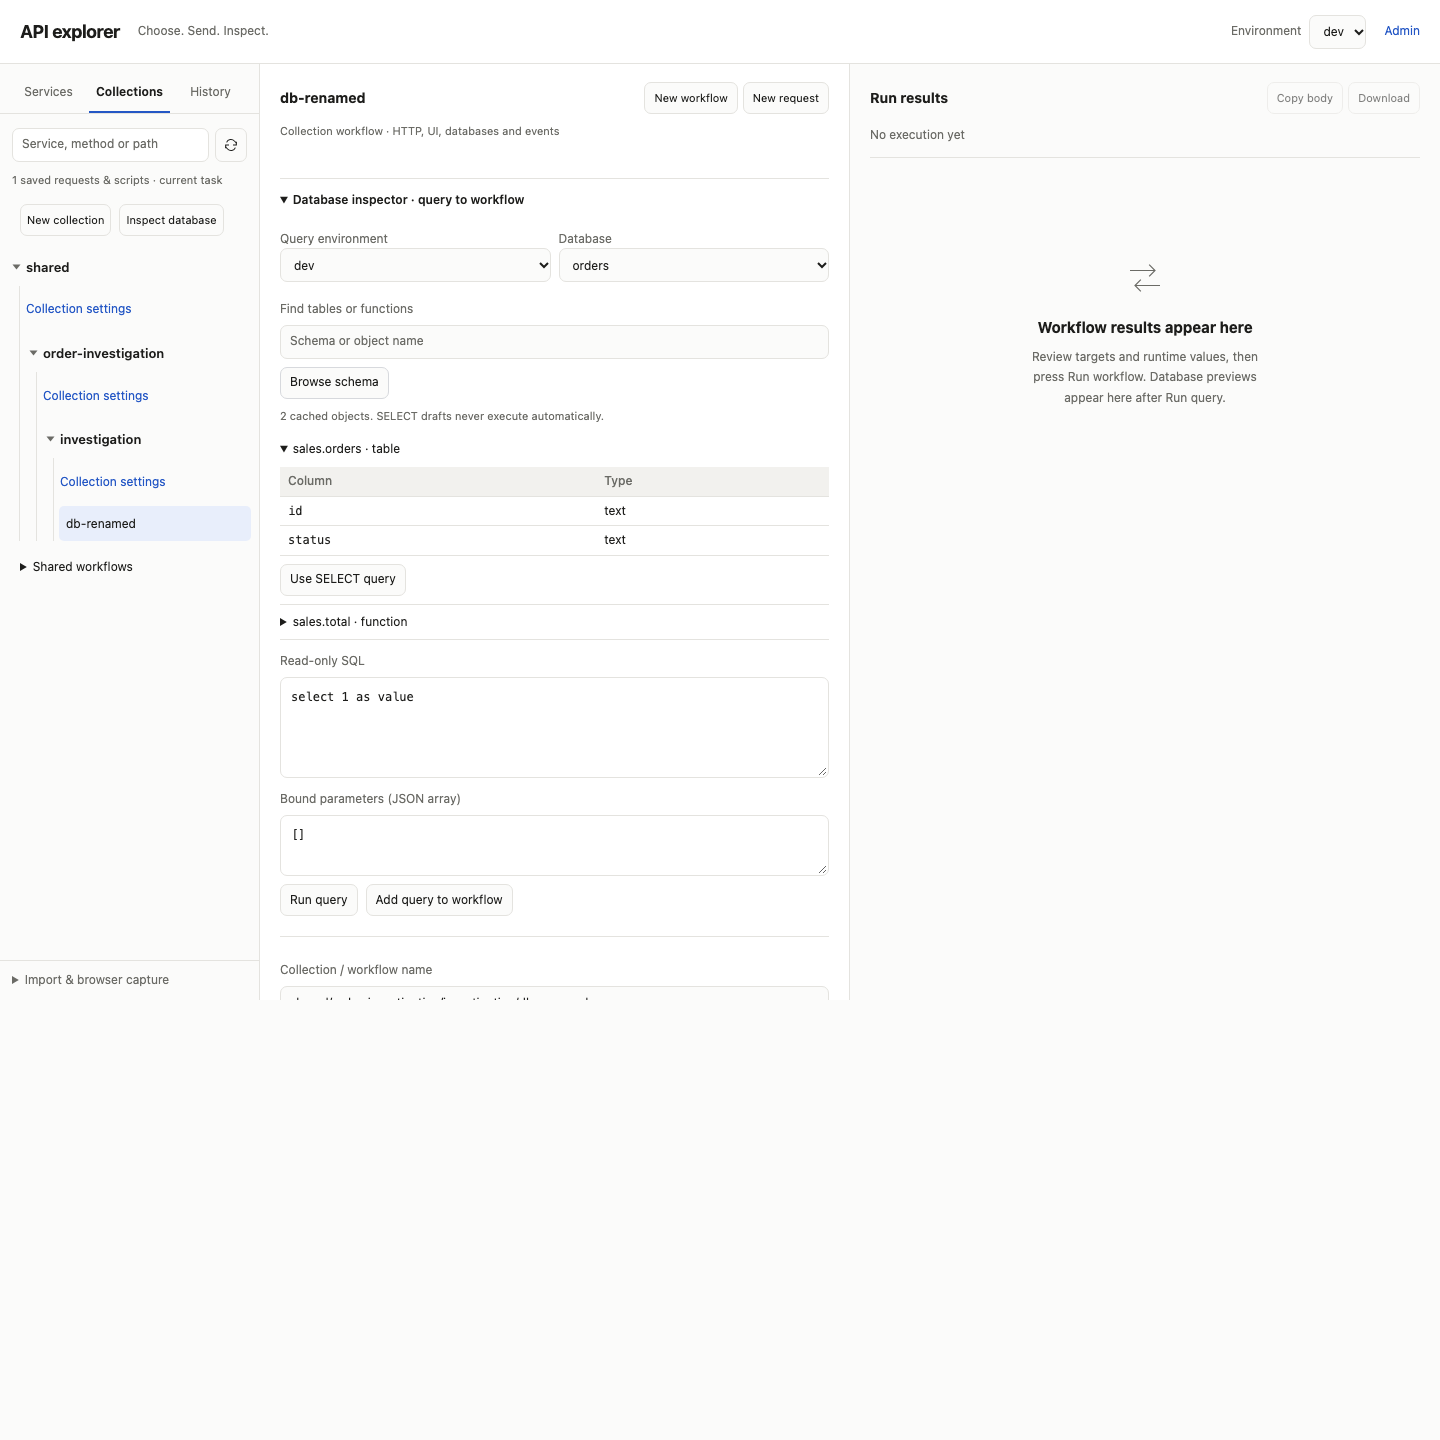 API explorer
Choose. Send. Inspect.
Environment
dev
Admin
Services
Collections
History
Service, method or path
1 saved requests & scripts · current task
New collection
Inspect database
shared
Collection settings
order-investigation
Collection settings
investigation
Collection settings
db-renamed
Shared workflows
Import & browser capture
db-renamed
New workflow
New request
Collection workflow · HTTP, UI, databases and events
Database inspector · query to workflow
Query environment
Database
dev
orders
Find tables or functions
Schema or object name
Browse schema
2 cached objects. SELECT drafts never execute automatically.
sales.orders · table
Column
Type
id
text
status
text
Use SELECT query
sales.total · function
Read-only SQL
select 1 as value
Bound parameters (JSON array)
[]
Run query
Add query to workflow
Collection / workflow name
Run results
Copy body
Download
No execution yet
Workflow results appear here
Review targets and runtime values, then
press Run workflow. Database previews
appear here after Run query.